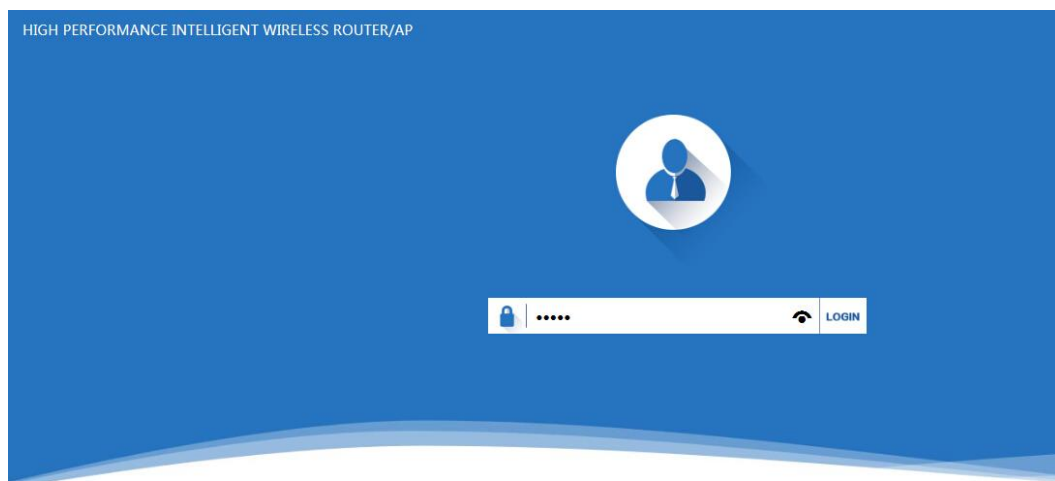 HIGH PERFORMANCE INTELLIGENT WIRELESS ROUTER/AP
•••••
LOGIN